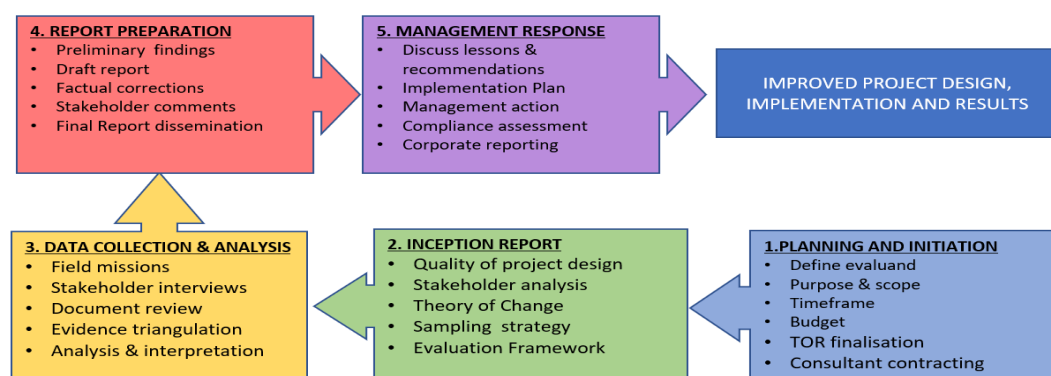 4. REPORT PREPARATION
• Preliminary findings
• Draft report
• Factual corrections
• Stakeholder comments
• Final Report dissemination
5. MANAGEMENT RESPONSE
• Discuss lessons &
recommendations
• Implementation Plan
• Management action
• Compliance assessment
• Corporate reporting
IMPROVED PROJECT DESIGN,
IMPLEMENTATION AND RESULTS
3. DATA COLLECTION & ANALYSIS
• Field missions
• Stakeholder interviews
• Document review
• Evidence triangulation
• Analysis & interpretation
2. INCEPTION REPORT
• Quality of project design
• Stakeholder analysis
• Theory of Change
• Sampling strategy
• Evaluation Framework
1.PLANNING AND INITIATION
• Define evaluand
• Purpose & scope
• Timeframe
• Budget
• TOR finalisation
• Consultant contracting